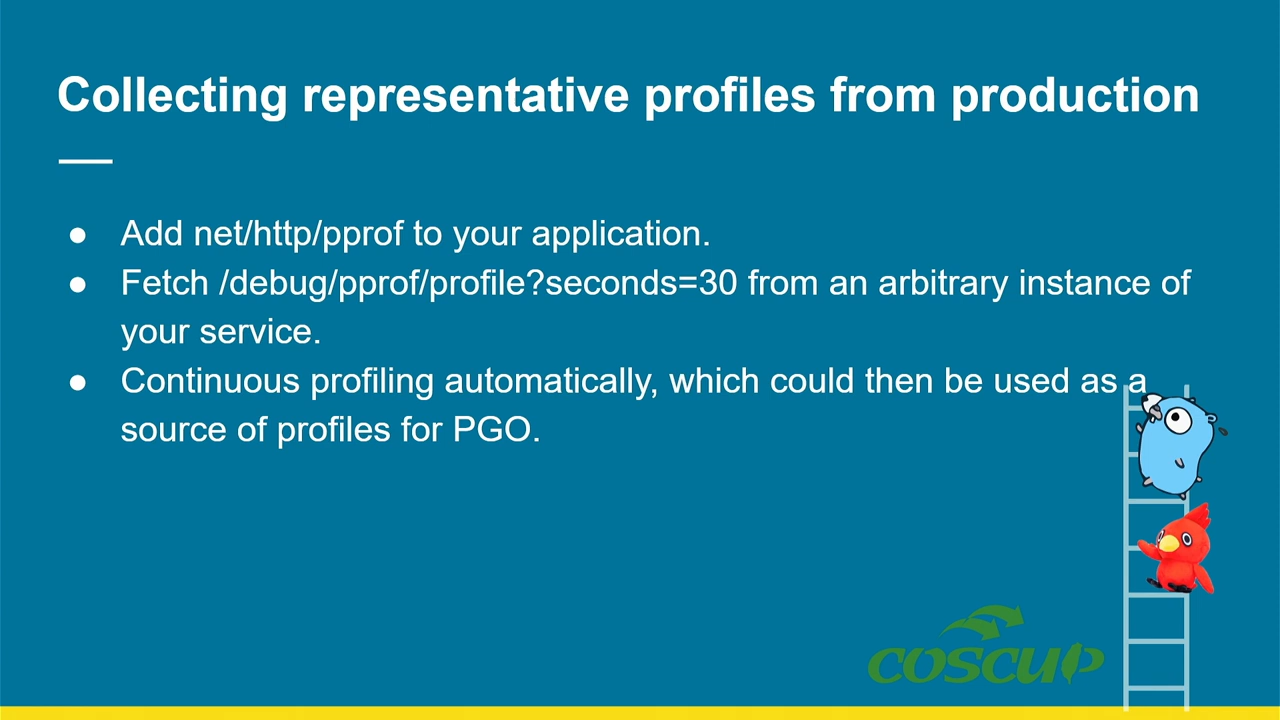 Collecting representative profiles from production
● Add net/http/pprof to your application.
● Fetch /debug/pprof/profile?seconds=30 from an arbitrary instance of
your service.
● Continuous profiling automatically, which could then be used as a
source of profiles for PGO.
COSCUP